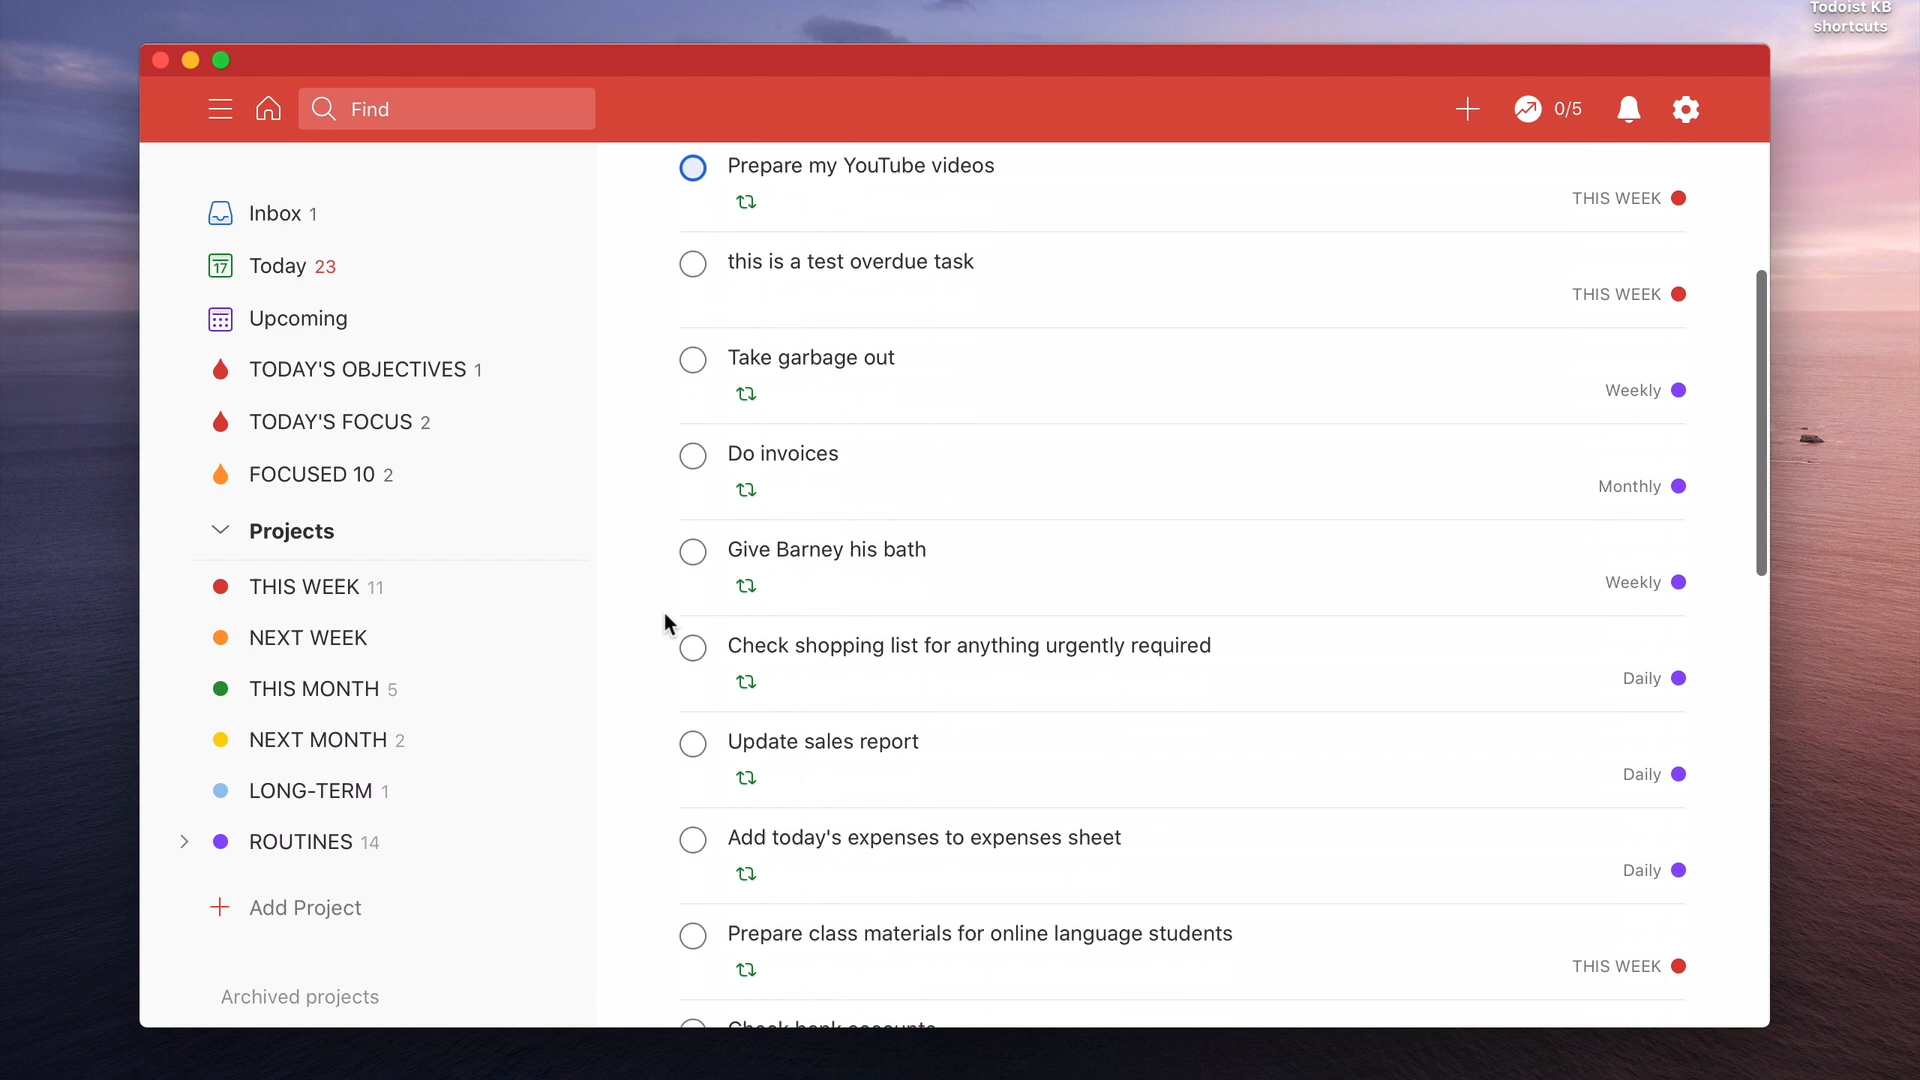 Todoist KB
shortcuts
Find
0/5
Inbox 1
17
Today 23
Upcoming
TODAY'S OBJECTIVES 1
TODAY'S FOCUS 2
FOCUSED 10 2
Projects
THIS WEEK 11
NEXT WEEK
THIS MONTH 5
NEXT MONTH 2
LONG-TERM 1
ROUTINES 14
Add Project
Archived projects
Prepare my YouTube videos
THIS WEEK
this is a test overdue task
THIS WEEK
Take garbage out
Weekly
Do invoices
Monthly
Give Barney his bath
Weekly
Check shopping list for anything urgently required
Daily
Update sales report
Daily
Add today's expenses to expenses sheet
Daily
Prepare class materials for online language students
THIS WEEK
Check bank accounts